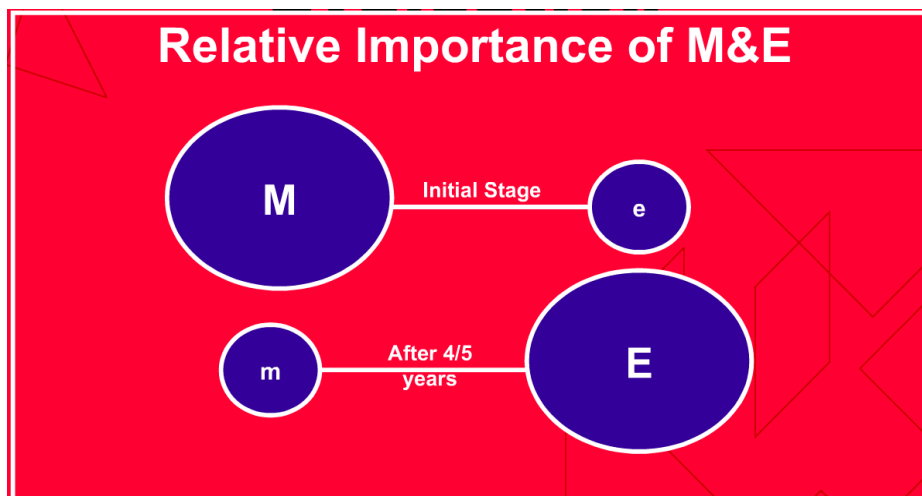 Relative Importance of M&E
M
Initial Stage
e
m
After 4/5
years
E